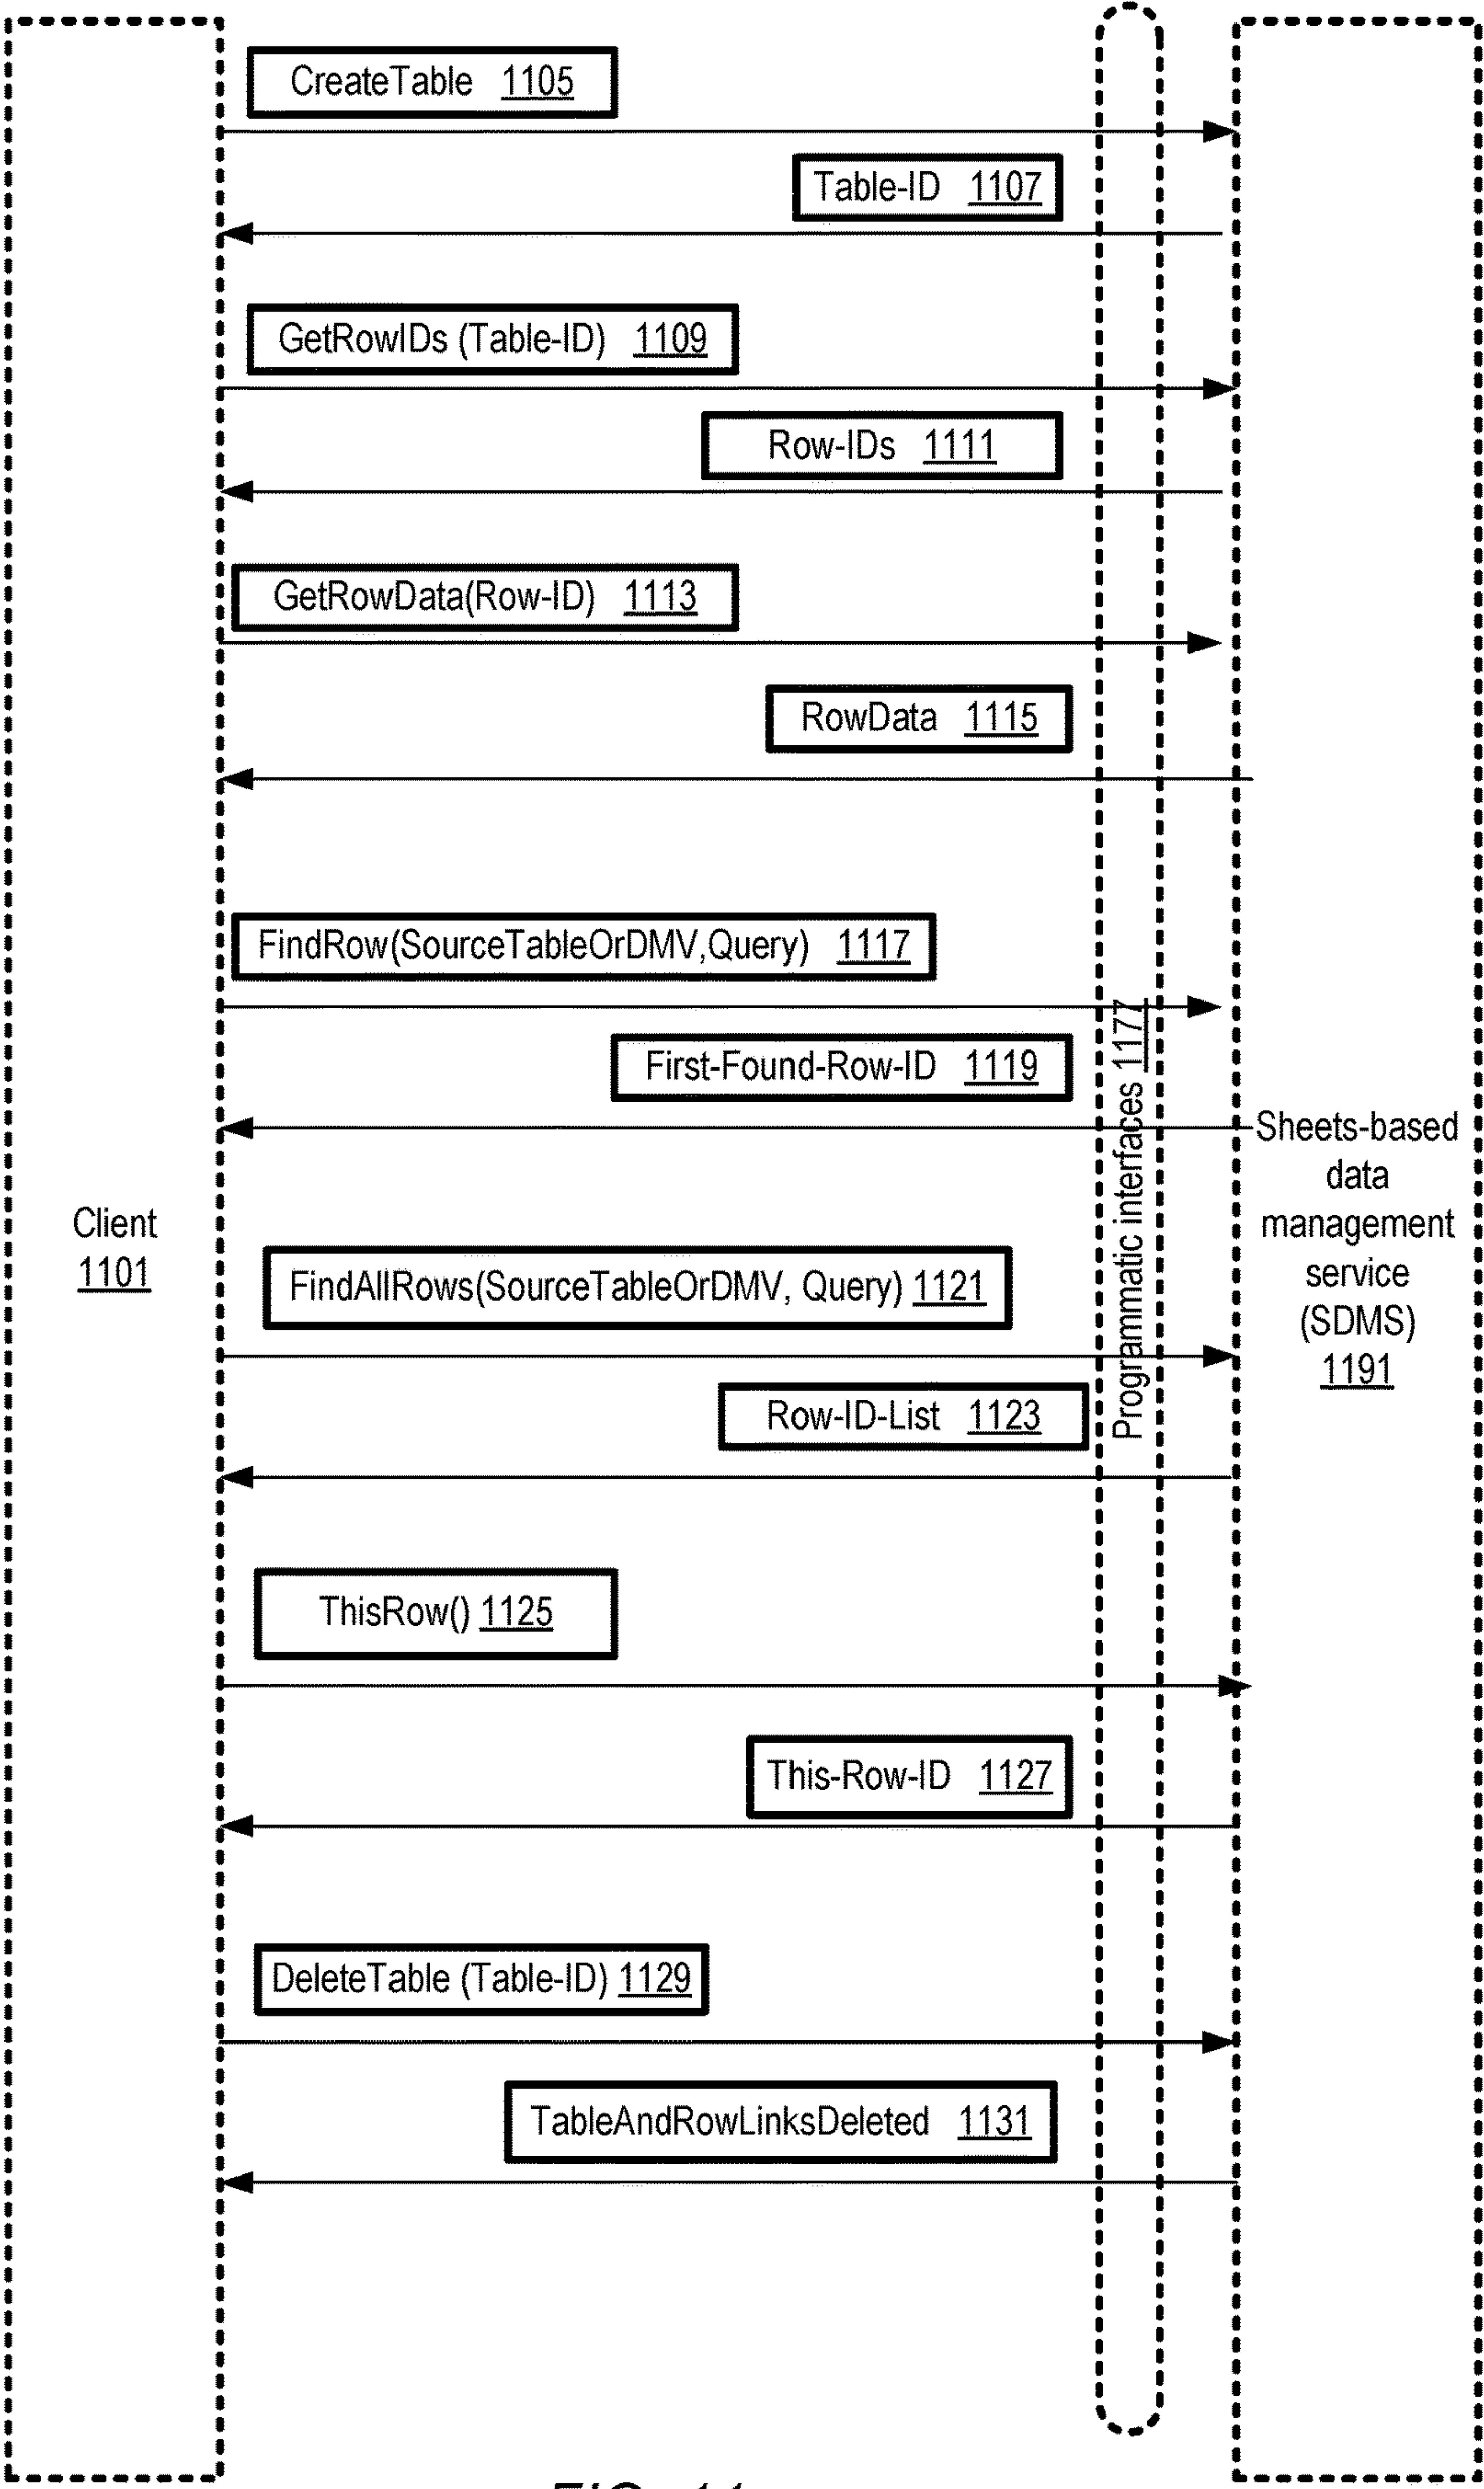 CreateTable 1105
Table-ID 1107
GetRowIDs (Table-ID) 1109
Row-IDs 1111
GetRowData(Row-ID) 1113
RowData 1115
FindRow(SourceTableOrDMV,Query) 1117
First-Found-Row-ID 1119
Client
1101
FindAllRows(SourceTableOrDMV, Query) 1121
Row-ID-List 1123
ThisRow() 1125
This-Row-ID 1127
DeleteTable (Table-ID) 1129
TableAndRowLinksDeleted 1131
Programmatic interfaces 1177
Sheets-based
data
management
service
(SDMS)
1191